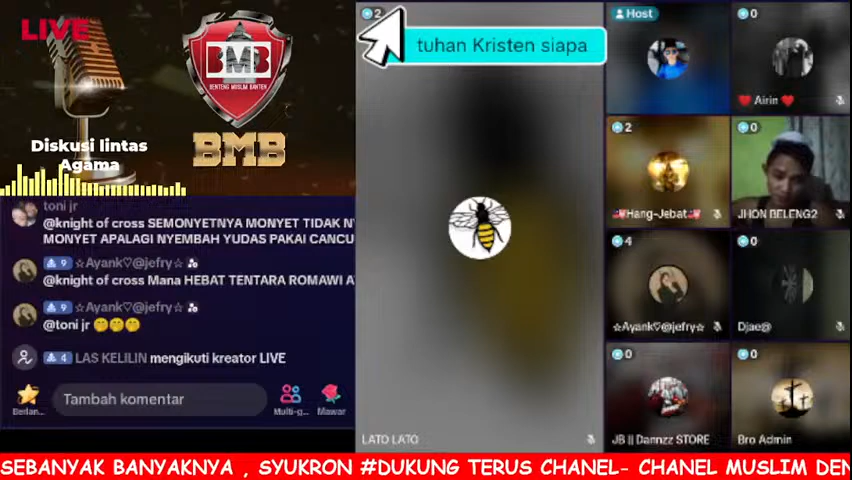 LIVE
BMB
BENTENG MUSLIM BANTEN
BMB
Diskusi lintas
Agama
toni jr
@knight of cross SEMONYETNYA MONYET TIDAK
MONYET APALAGI NYEMBAH YUDAS PAKAI CANCU
9 ☆Ayank♡@jefry☆
@knight of cross Mana HEBAT TENTARA ROMAWI
9 ☆Ayank♡@jefry☆
@toni jr 🤭🤭🤭
4 LAS KELILIN mengikuti kreator LIVE
Berlan...
Tambah komentar
Multi-g...
Mawar
2
tuhan Kristen siapa
LATO LATO
Host
0
❤️ Airin ❤️
2
🇲🇾Hang-Jebat🇲🇾
0
JHON BELENG2
4
☆Ayank♡@jefry☆
0
Djae@
0
JB || Dannzz STORE
0
Bro Admin
SEBANYAK BANYAKNYA , SYUKRON #DUKUNG TERUS CHANEL- CHANEL MUSLIM DEN